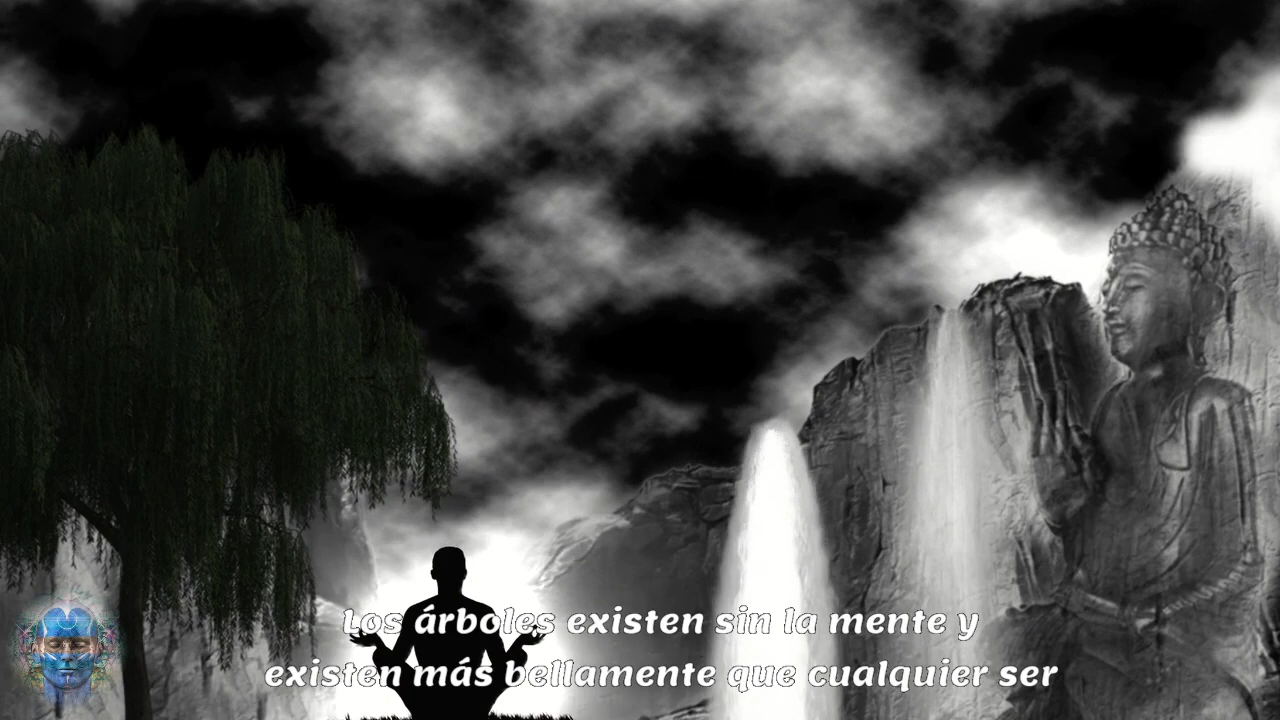 Los árboles existen sin la mente y
existen más bellamente que cualquier ser